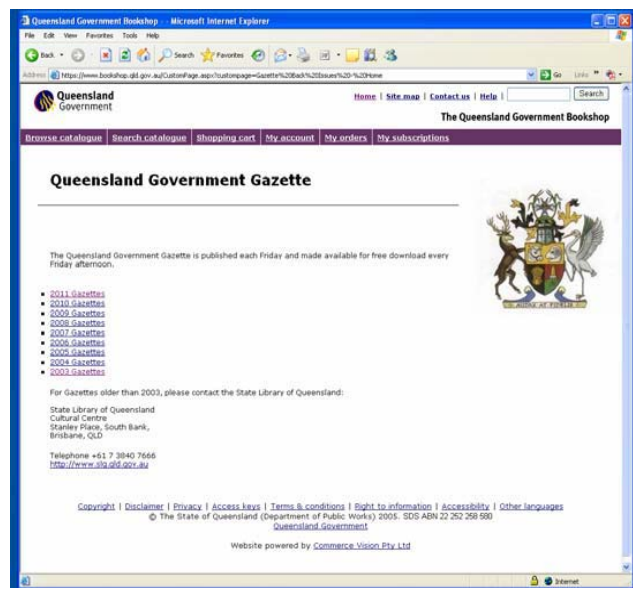 Queensland Government Bookshop - - Microsoft Internet Explorer
File Edit View Favorites Tools Help
Back Search Favorites
Address https://www.bookshop.qld.gov.au/CustomPage.aspx?custompage=Gazette%20Back%20Issues%20-%20Home Go Links
Queensland
Government
Home | Site map | Contact us | Help | Search
The Queensland Government Bookshop
Browse catalogue Search catalogue Shopping cart My account My orders My subscriptions
Queensland Government Gazette
The Queensland Government Gazette is published each Friday and made available for free download every
Friday afternoon.
2011 Gazettes
2010 Gazettes
2009 Gazettes
2008 Gazettes
2007 Gazettes
2006 Gazettes
2005 Gazettes
2004 Gazettes
2003 Gazettes
For Gazettes older than 2003, please contact the State Library of Queensland:
State Library of Queensland
Cultural Centre
Stanley Place, South Bank,
Brisbane, QLD
Telephone +61 7 3840 7666
http://www.slq.qld.gov.au
AUDAX AT FIDELIS
Copyright | Disclaimer | Privacy | Access keys | Terms & conditions | Right to information | Accessibility | Other languages
© The State of Queensland (Department of Public Works) 2005. SDS ABN 22 252 258 580
Queensland Government
Website powered by Commerce Vision Pty Ltd
Internet